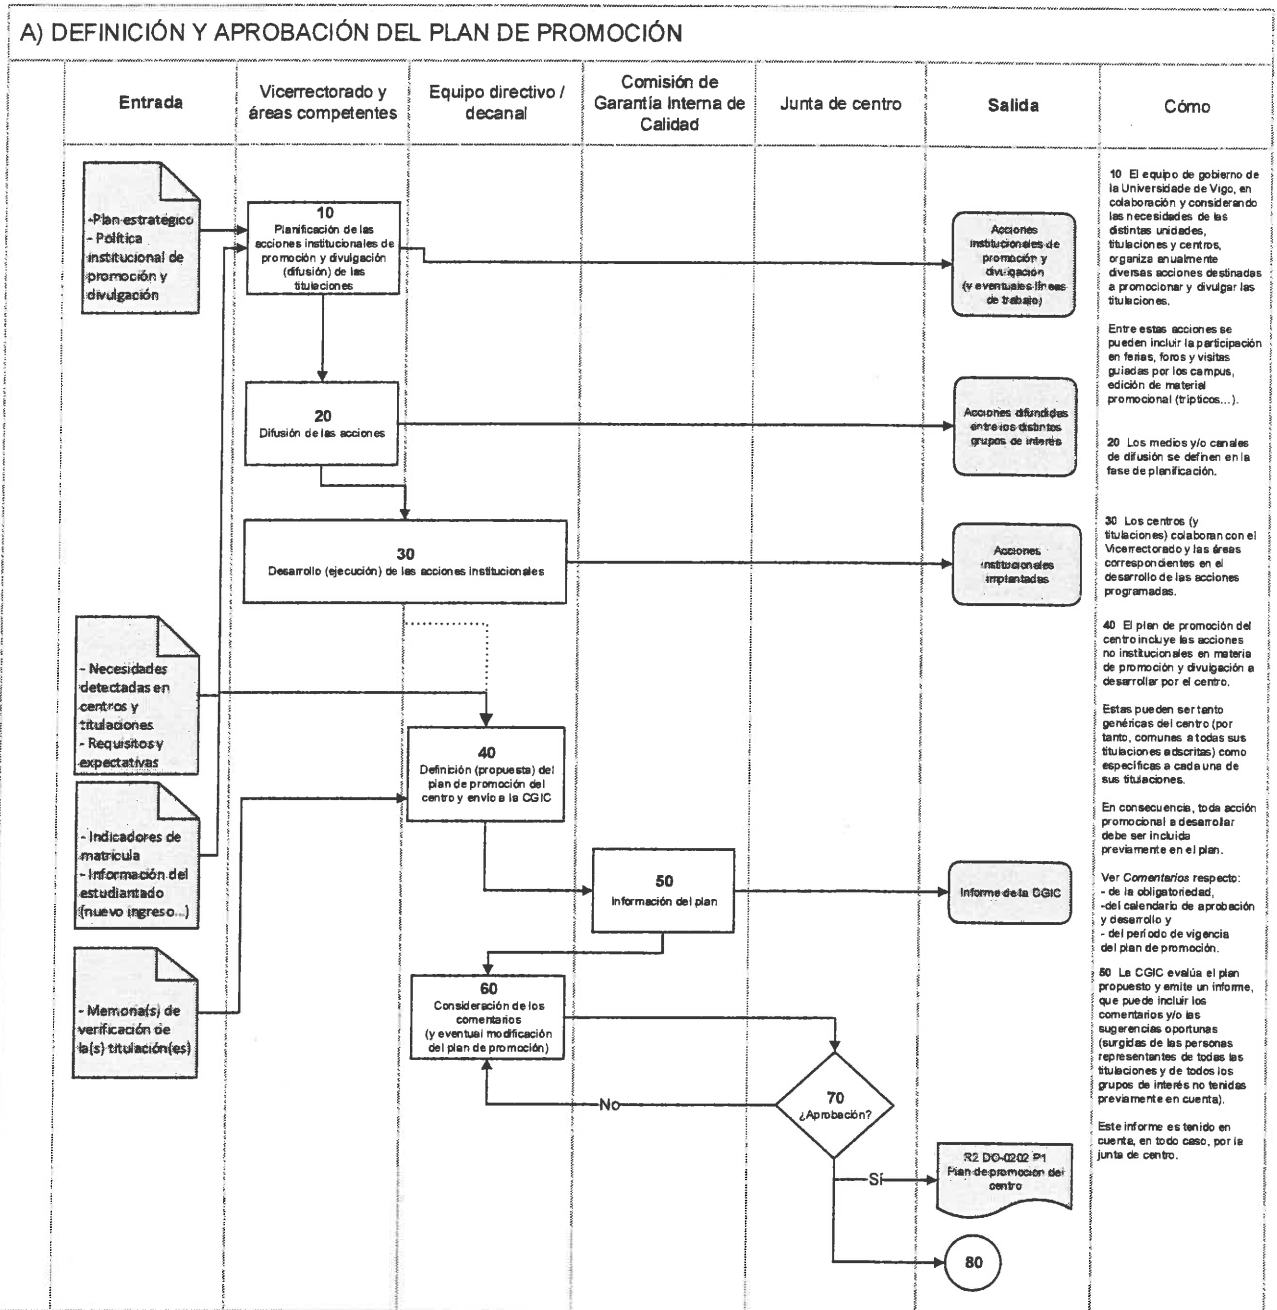 A) DEFINICIÓN Y APROBACIÓN DEL PLAN DE PROMOCIÓN
Entrada
Vicerrectorado y
áreas competentes
Equipo directivo /
decanal
Comisión de
Garantía Interna de
Calidad
Junta de centro
Salida
Cómo
-Plan estratégico
- Política
institucional de
promoción y
divulgación
10
Planificación de las
acciones institucionales de
promoción y divulgación
(difusión) de las
titulaciones
Acciones
institucionales de
promoción y
divulgación
(y eventuales líneas
de trabajo)
20
Difusión de las acciones
Acciones difundidas
entre los distintos
grupos de interés
30
Desarrollo (ejecución) de las acciones institucionales
Acciones
institucionales
implantadas
- Necesidades
detectadas en
centros y
titulaciones
- Requisitos y
expectativas
40
Definición (propuesta) del
plan de promoción del
centro y envío a la CGIC
- Indicadores de
matrícula
- Información del
estudiantado
(nuevo ingreso...)
50
Información del plan
Informe de la CGIC
- Memoria(s) de
verificación de
la(s) titulación(es)
60
Consideración de los
comentarios
(y eventual modificación
del plan de promoción)
70
¿Aprobación?
No
Sí
R2 DO-0202 P1
Plan de promoción del
centro
80
10 El equipo de gobierno de
la Universidade de Vigo, en
colaboración y considerando
las necesidades de las
distintas unidades,
titulaciones y centros,
organiza anualmente
diversas acciones destinadas
a promocionar y divulgar las
titulaciones.
Entre estas acciones se
pueden incluir la participación
en ferias, foros y visitas
guiadas por los campus,
edición de material
promocional (trípticos...).
20 Los medios y/o canales
de difusión se definen en la
fase de planificación.
30 Los centros (y
titulaciones) colaboran con el
Vicerrectorado y las áreas
correspondientes en el
desarrollo de las acciones
programadas.
40 El plan de promoción del
centro incluye las acciones
no institucionales en materia
de promoción y divulgación a
desarrollar por el centro.
Estas pueden ser tanto
genéricas del centro (por
tanto, comunes a todas sus
titulaciones adscritas) como
específicas a cada una de
sus titulaciones.
En consecuencia, toda acción
promocional a desarrollar
debe ser incluida
previamente en el plan.
Ver Comentarios respecto:
- de la obligatoriedad,
-del calendario de aprobación
y desarrollo y
- del período de vigencia
del plan de promoción.
50 La CGIC evalúa el plan
propuesto y emite un informe,
que puede incluir los
comentarios y/o las
sugerencias oportunas
(surgidas de las personas
representantes de todas las
titulaciones y de todos los
grupos de interés no tenidas
previamente en cuenta).
Este informe es tenido en
cuenta, en todo caso, por la
junta de centro.